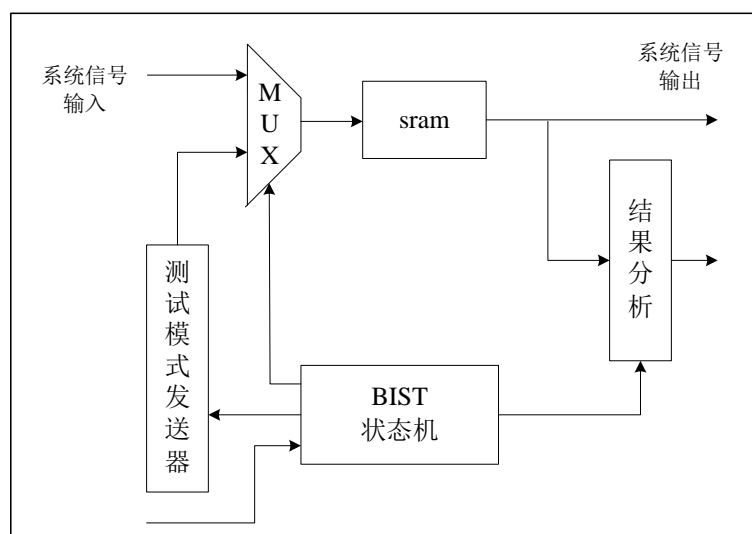 系统信号
输入
M
U
X
sram
系统信号
输出
测
试
模
式
发
送
器
BIST
状态机
结
果
分
析